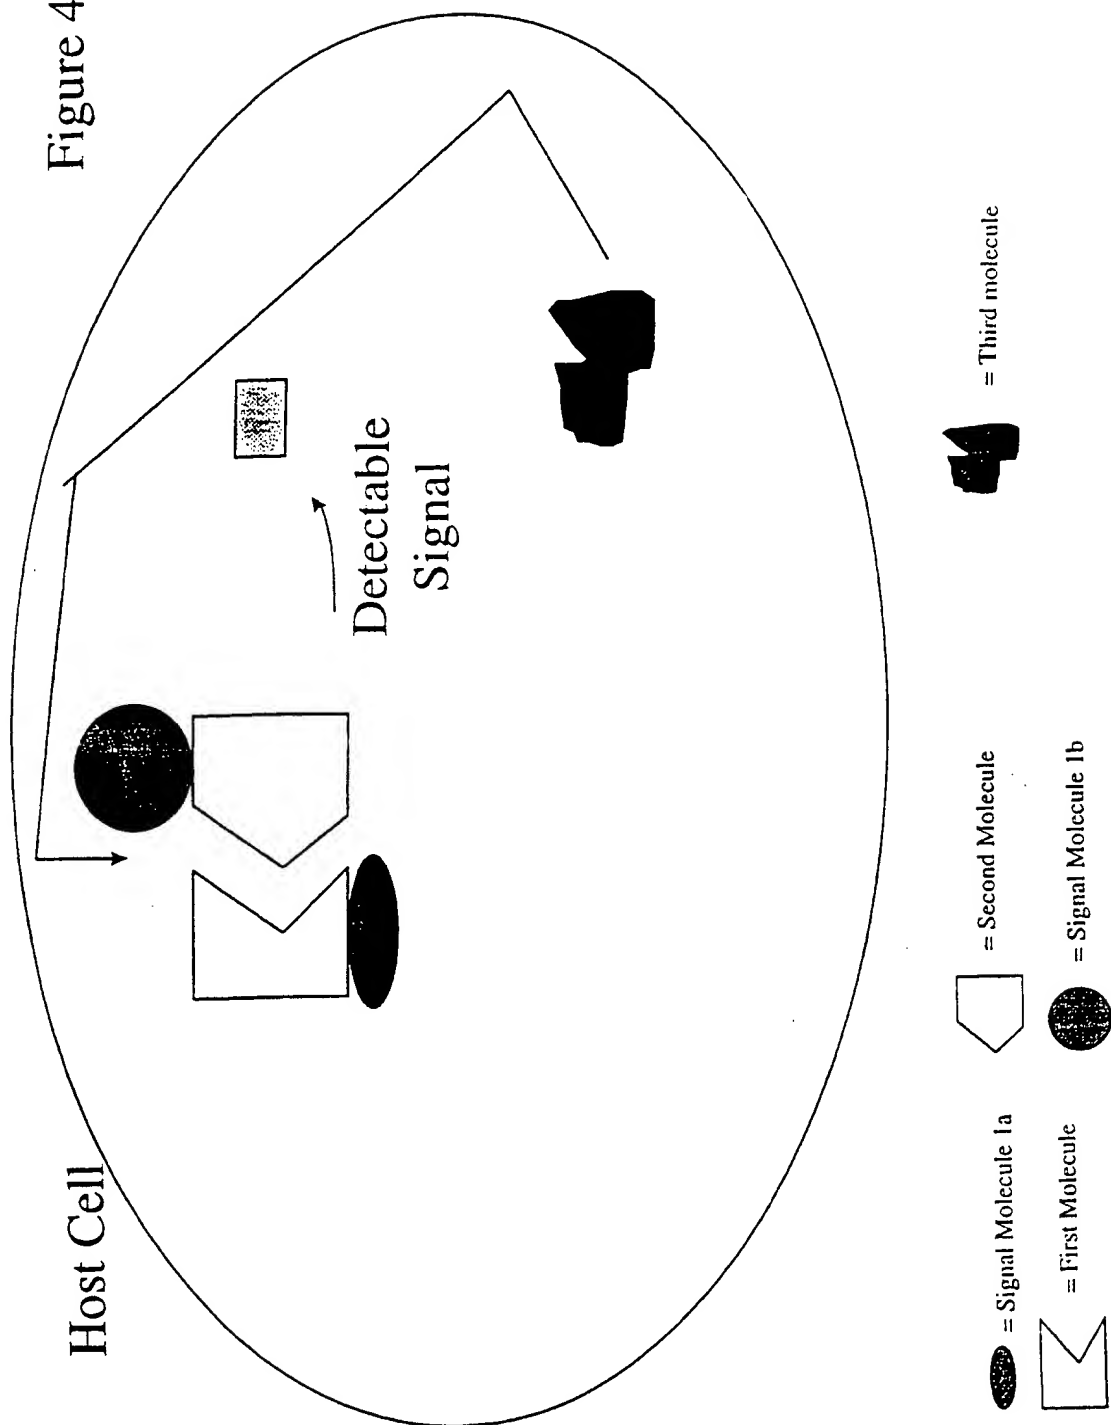 Figure 4
Host Cell
Detectable
Signal
= Signal Molecule 1a
= Second Molecule
= Third molecule
= First Molecule
= Signal Molecule 1b